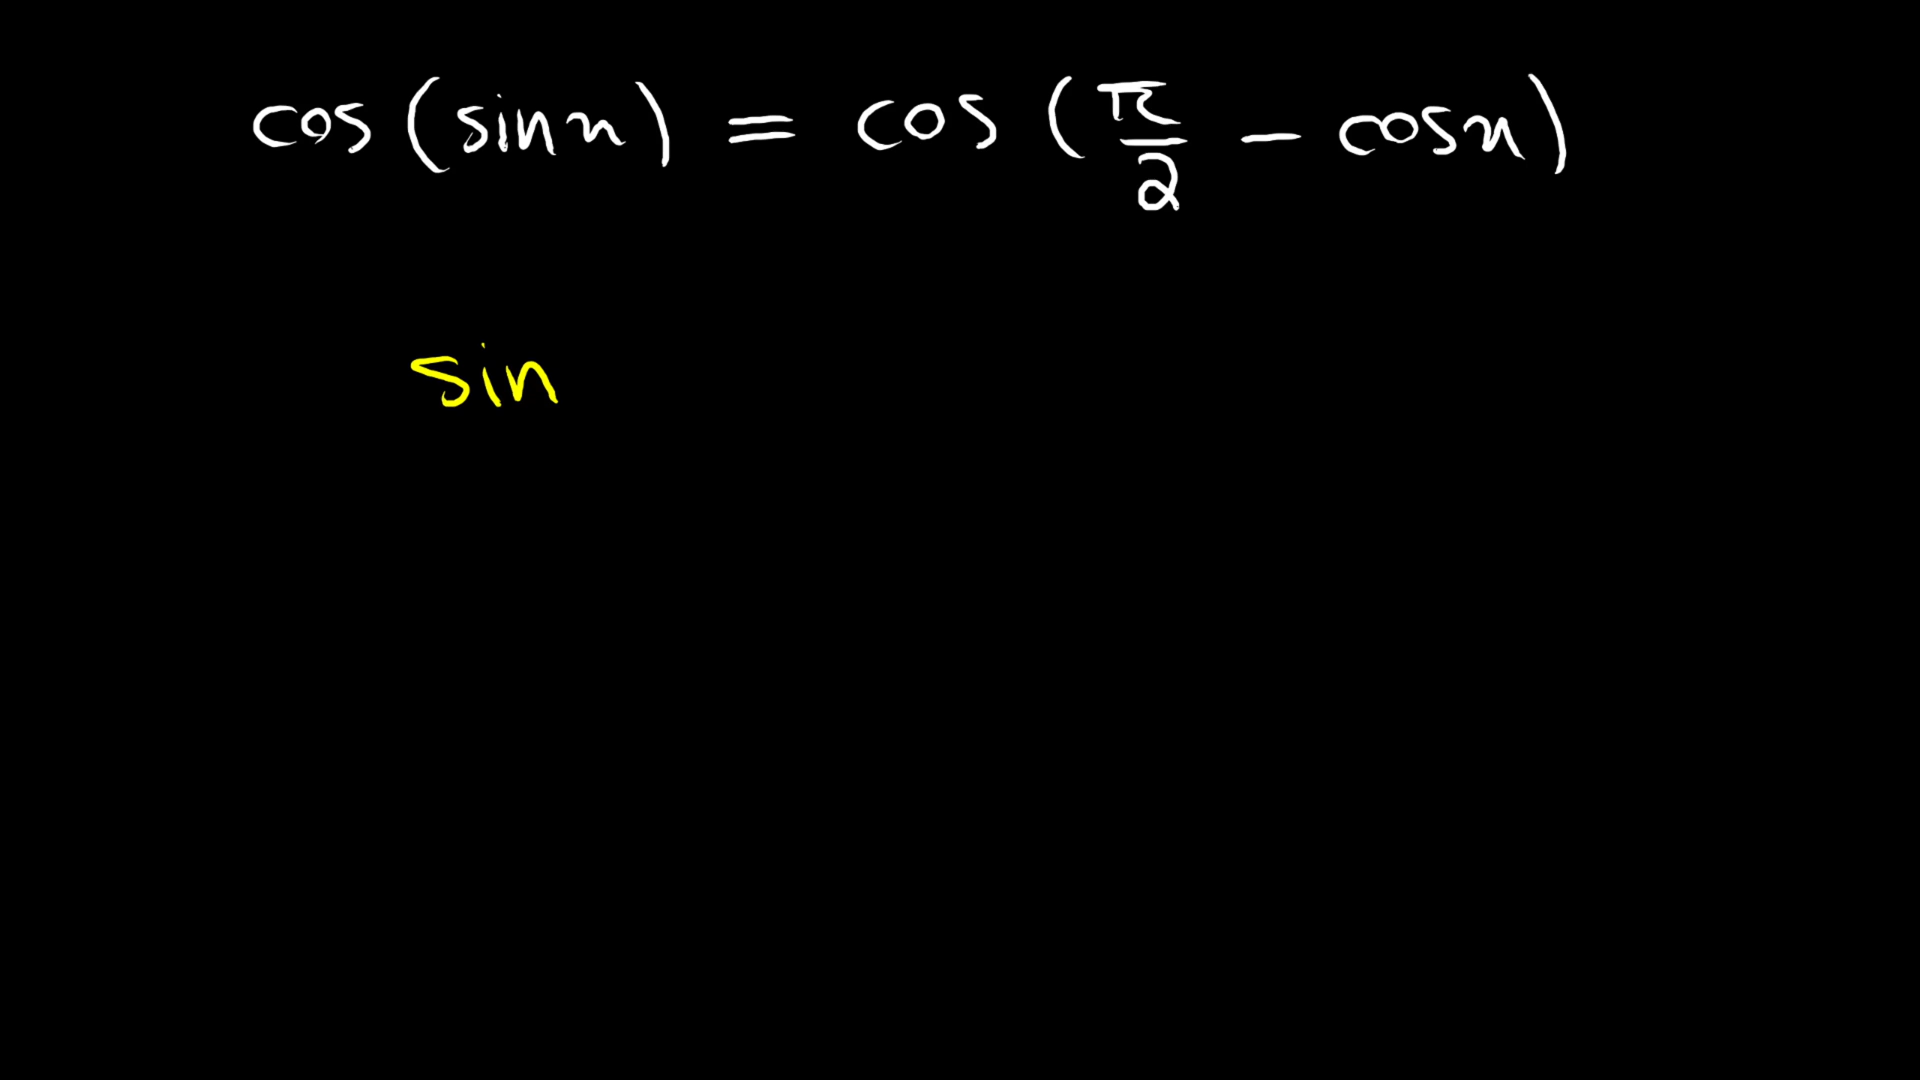 cos (sinx) = cos (π/2 - cosx)
sin